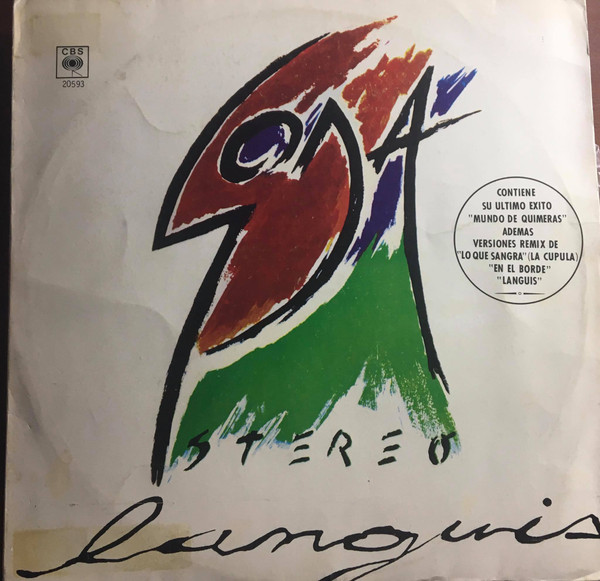 CBS
20593
SODA
STEREO
languis
CONTIENE
SU ULTIMO EXITO
"MUNDO DE QUIMERAS"
ADEMAS
VERSIONES REMIX DE
"LO QUE SANGRA" (LA CUPULA)
"EN EL BORDE"
"LANGUIS"